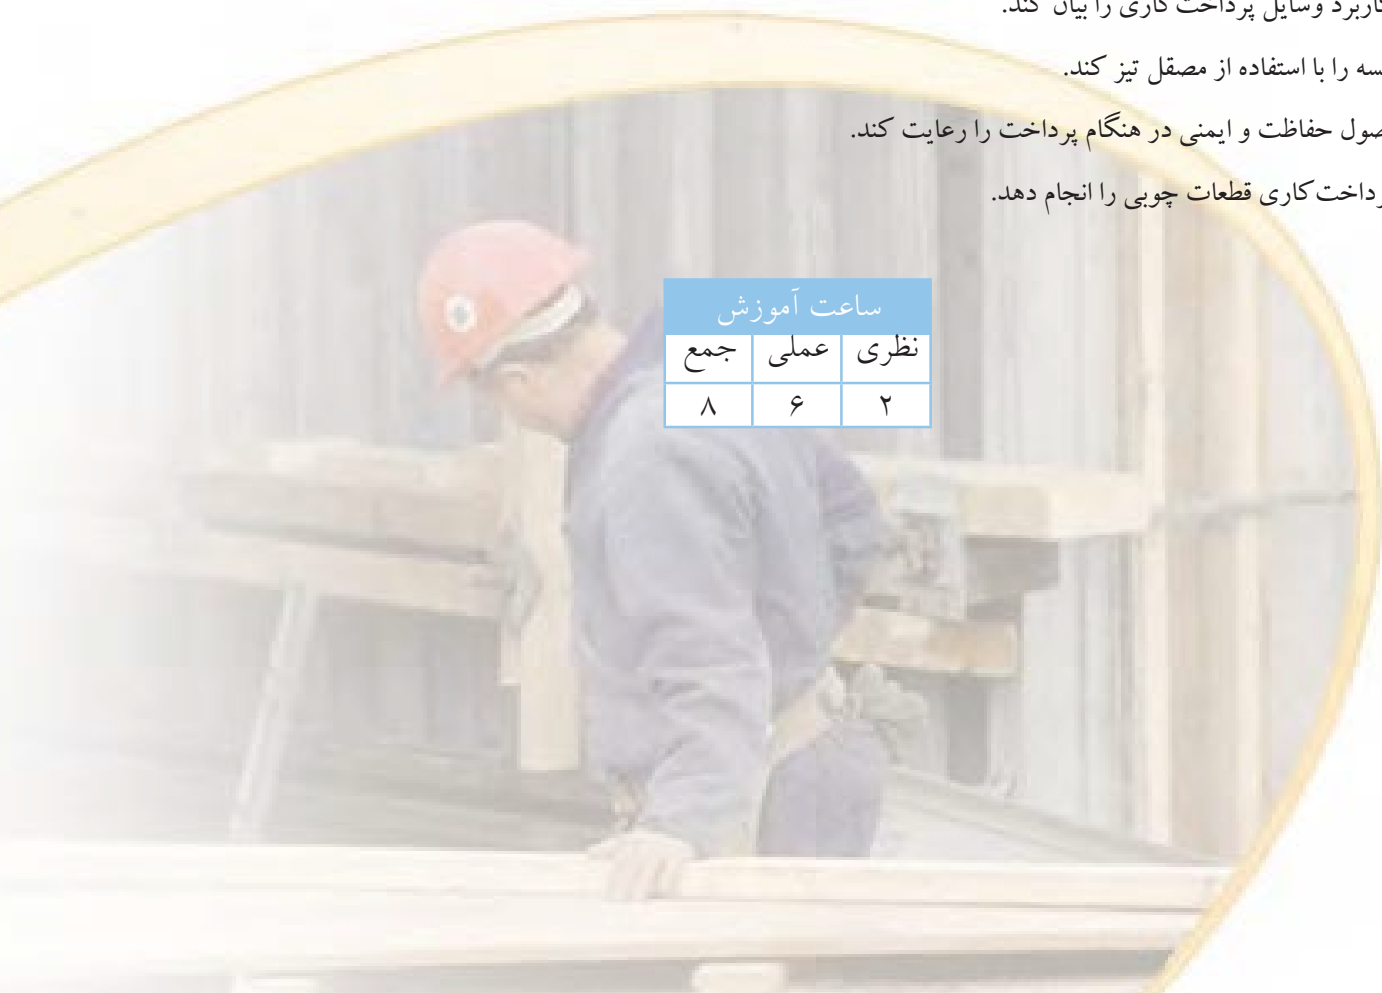 کاربرد وسایل پرداخت کاری را بیان کند.
سه را با استفاده از مصقل تیز کند.
صول حفاظت و ایمنی در هنگام پرداخت را رعایت کند.
رداخت‌کاری قطعات چوبی را انجام دهد.
ساعت آموزش
نظری عملی جمع
۲ ۶ ۸